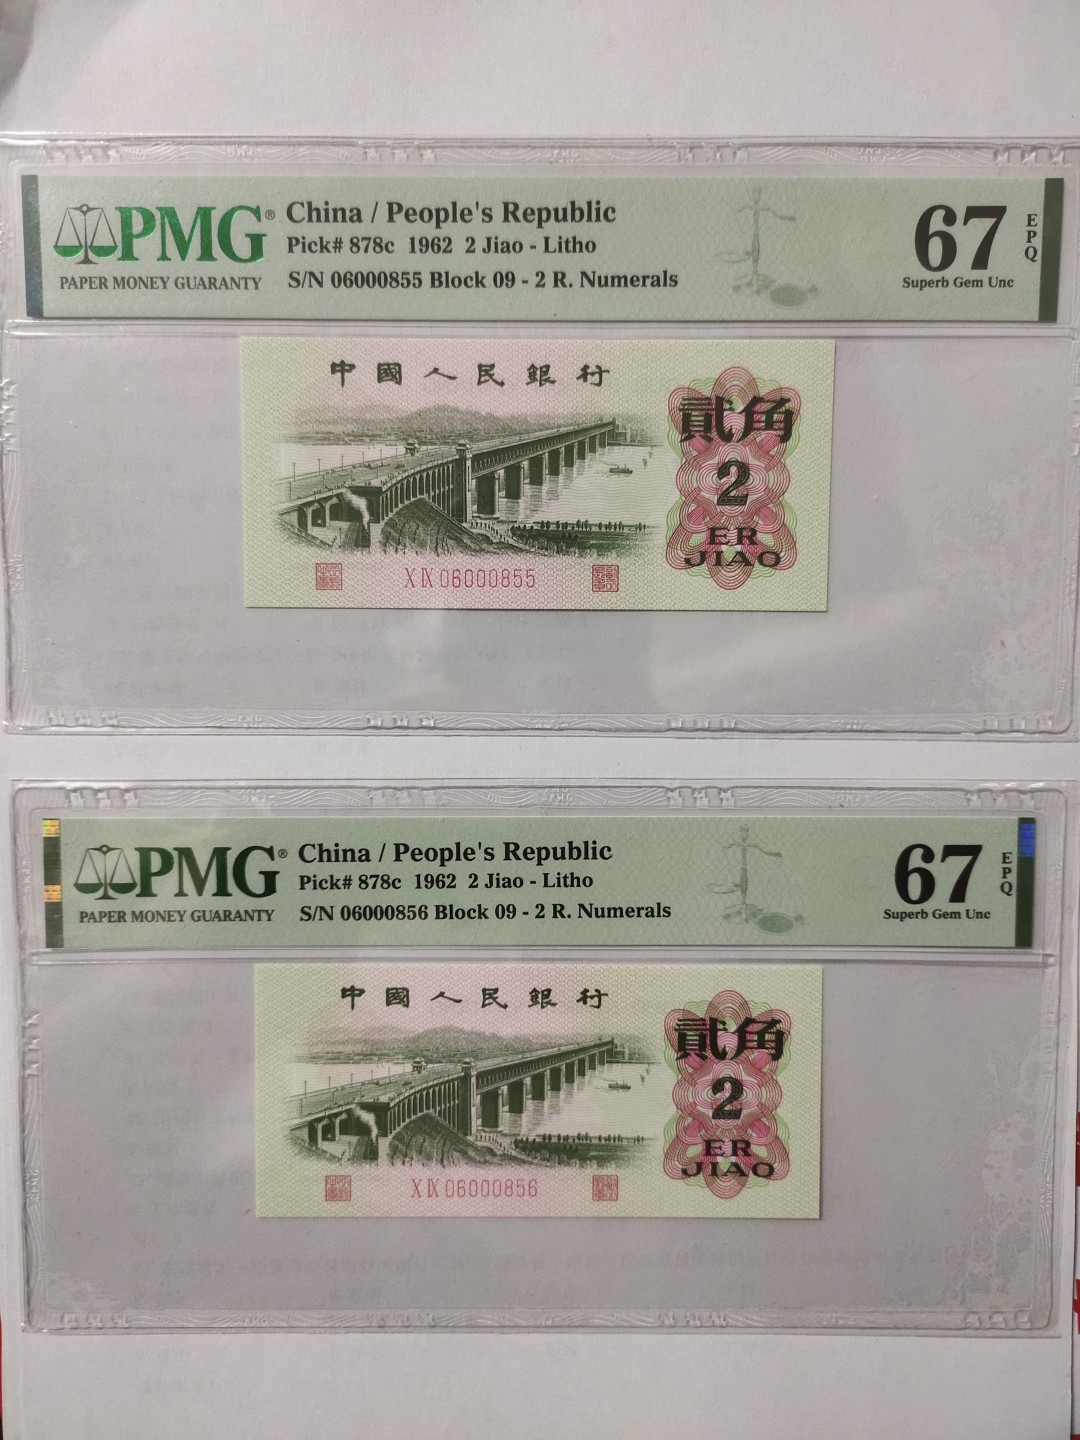 PMG®
PAPER MONEY GUARANTY
China / People's Republic
Pick# 878c 1962 2 Jiao - Litho
S/N 06000855 Block 09 - 2 R. Numerals
67
EPQ
Superb Gem Unc
中國人民銀行
貳角
2
ER
JIAO
X IX 06000855
PMG®
PAPER MONEY GUARANTY
China / People's Republic
Pick# 878c 1962 2 Jiao - Litho
S/N 06000856 Block 09 - 2 R. Numerals
67
EPQ
Superb Gem Unc
中國人民銀行
貳角
2
ER
JIAO
X IX 06000856